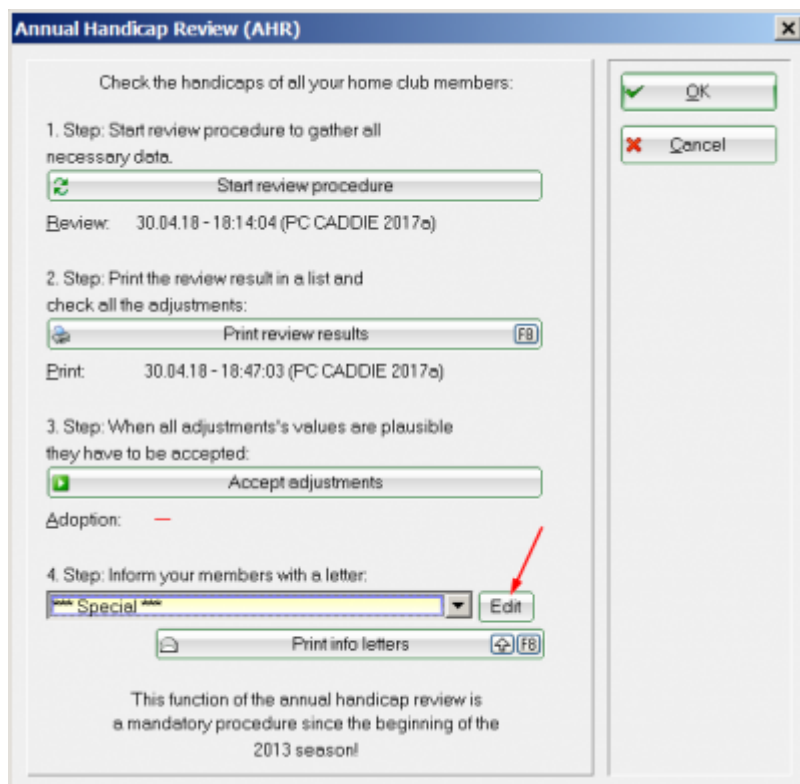 Annual Handicap Review (AHR)
Check the handicaps of all your home club members:
1. Step: Start review procedure to gather all
necessary data.
Start review procedure
Review: 30.04.18 - 18:14:04 (PC CADDIE 2017a)
2. Step: Print the review result in a list and
check all the adjustments:
Print review results F8
Print: 30.04.18 - 18:47:03 (PC CADDIE 2017a)
3. Step: When all adjustments's values are plausible
they have to be accepted:
Accept adjustments
Adoption: —
4. Step: Inform your members with a letter:
*** Special *** Edit
Print info letters F8
This function of the annual handicap review is
a mandatory procedure since the beginning of the
2013 season!
OK
Cancel